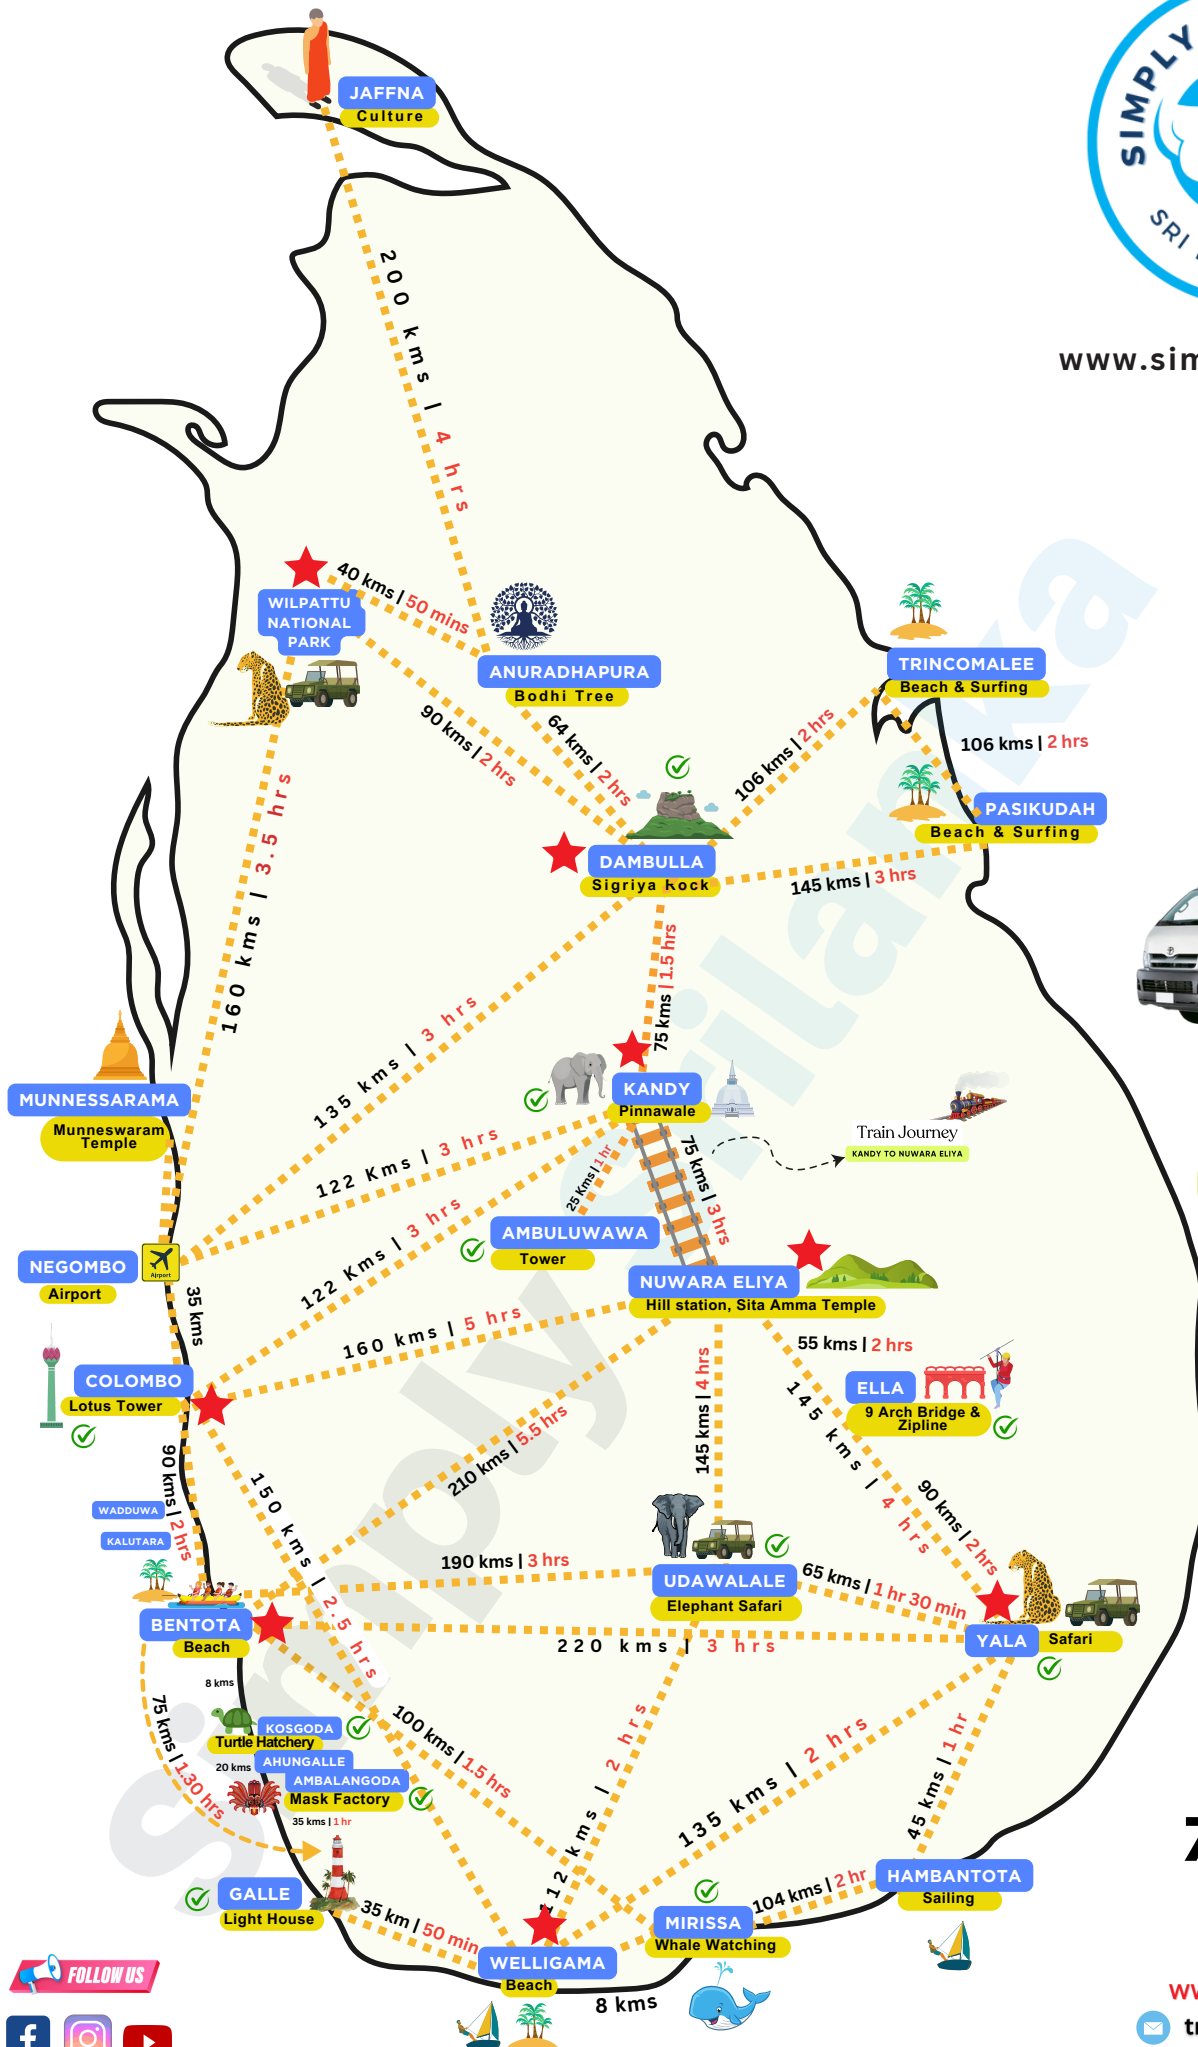 SIMPLY
SRI
www.sim
JAFFNA
Culture
200 kms | 4 hrs
40 kms | 50 mins
WILPATTU
NATIONAL
PARK
ANURADHAPURA
Bodhi Tree
TRINCOMALEE
Beach & Surfing
90 kms | 2 hrs
64 kms | 2 hrs
106 kms | 2 hrs
106 kms | 2 hrs
160 kms | 3.5 hrs
PASIKUDAH
Beach & Surfing
DAMBULLA
Sigriya Rock
145 kms | 3 hrs
75 kms | 1.5 hrs
135 kms | 3 hrs
MUNNESSARAMA
Munneswaram
Temple
KANDY
Pinnawale
122 Kms | 3 hrs
25 Kms | 1 hr
75 kms | 3 hrs
Train Journey
KANDY TO NUWARA ELIYA
122 Kms | 3 hrs
AMBULUWAWA
Tower
NEGOMBO
Airport
Airport
35 kms
NUWARA ELIYA
Hill station, Sita Amma Temple
160 kms | 5 hrs
55 kms | 2 hrs
COLOMBO
Lotus Tower
ELLA
9 Arch Bridge &
Zipline
145 kms | 4 hrs
145 kms | 4 hrs
210 kms | 5.5 hrs
90 kms | 2 hrs
150 kms | 2.5 hrs
90 kms | 2 hrs
WADDUWA
KALUTARA
190 kms | 3 hrs
UDAWALALE
Elephant Safari
65 kms | 1 hr 30 min
BENTOTA
Beach
220 kms | 3 hrs
YALA
Safari
8 kms
75 kms | 1.30 hrs
KOSGODA
Turtle Hatchery
20 kms
AHUNGALLE
AMBALANGODA
Mask Factory
35 kms | 1 hr
100 kms | 1.5 hrs
112 kms | 2 hrs
135 kms | 2 hrs
45 kms | 1 hr
GALLE
Light House
35 km | 50 min
104 kms | 2 hr
HAMBANTOTA
Sailing
MIRISSA
Whale Watching
WELLIGAMA
Beach
8 kms
FOLLOW US
ww
tr
7
Simply Srilanka